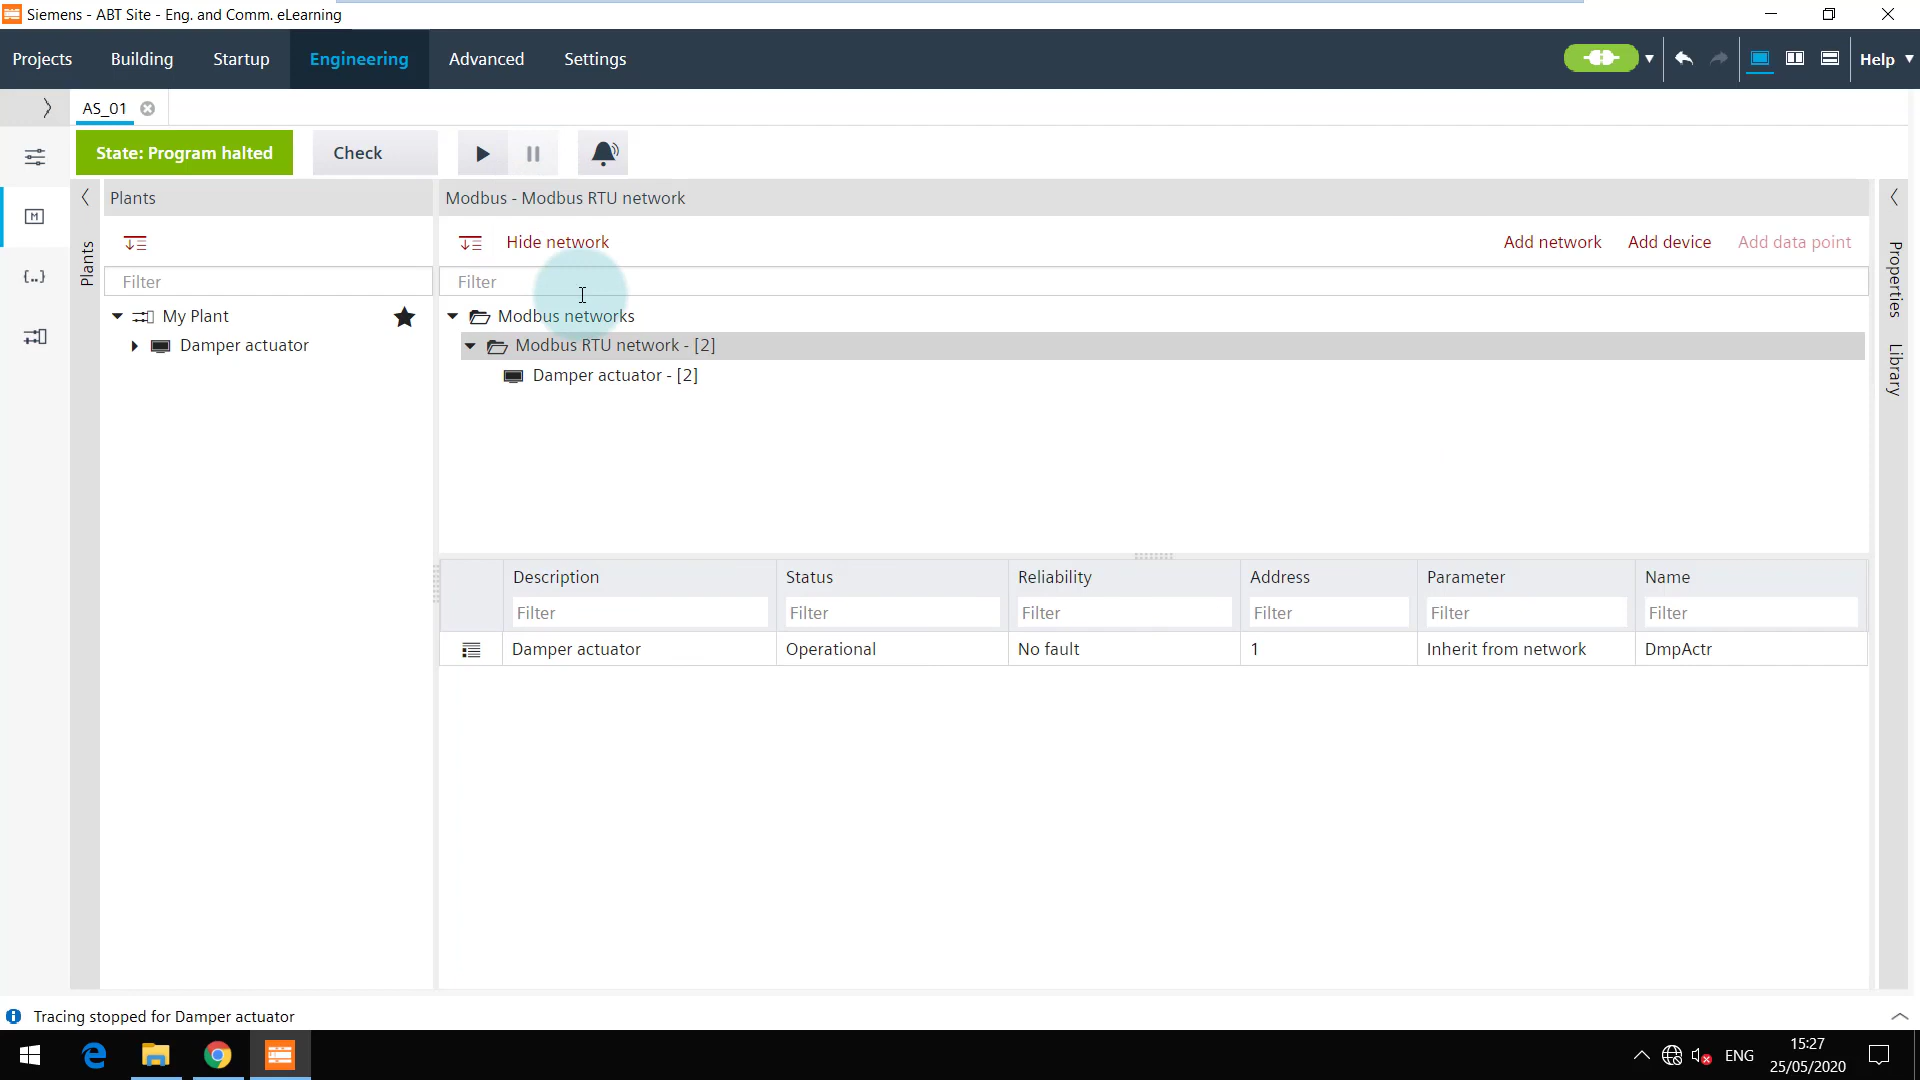 Siemens - ABT Site - Eng. and Comm. eLearning
Projects Building Startup Engineering Advanced Settings Help
AS_01
State: Program halted Check
Plants Modbus - Modbus RTU network
Plants
Hide network Add network Add device Add data point
Properties
Filter Filter
My Plant Modbus networks
Damper actuator Modbus RTU network - [2]
Library
Damper actuator - [2]
Description Status Reliability Address Parameter Name
Filter Filter Filter Filter Filter Filter
Damper actuator Operational No fault 1 Inherit from network DmpActr
Tracing stopped for Damper actuator
ENG
15:27
25/05/2020